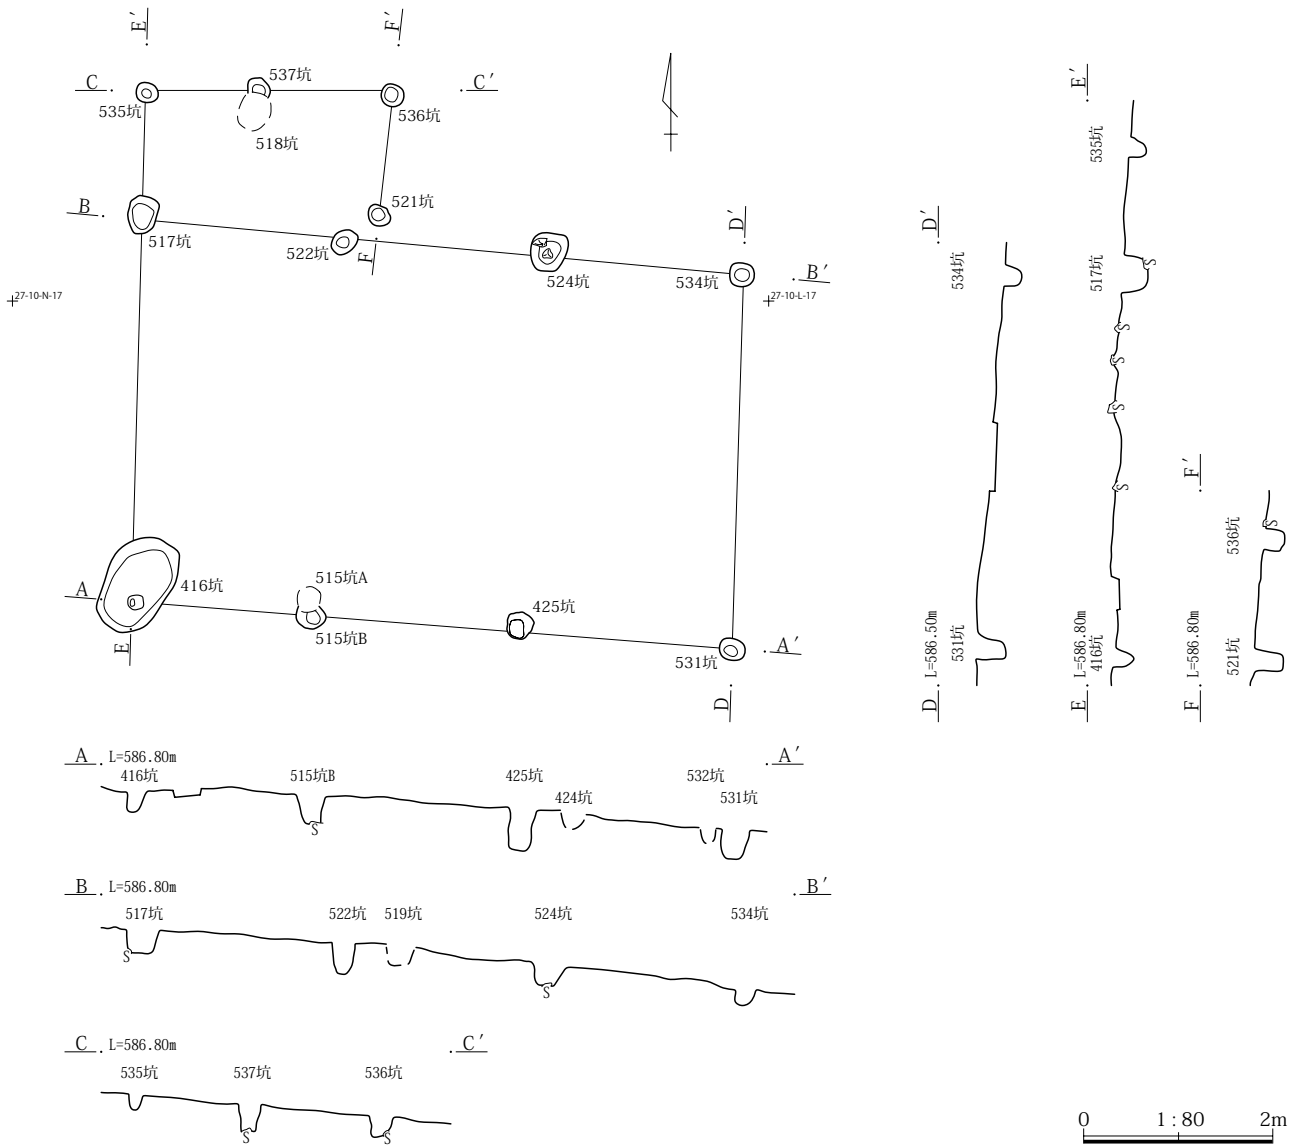 E′
F′
C
537坑
C′
535坑
536坑
518坑
B
521坑
D′
517坑
522坑
F
524坑
534坑
B′
27-10-N-17
27-10-L-17
416坑
515坑A
A
425坑
515坑B
E
531坑
A′
D
E′
535坑
D′
534坑
517坑
S
S
S
S
S
F′
S
536坑
L=586.50m
531坑
D
L=586.80m
416坑
E
L=586.80m
521坑
F
A
L=586.80m
A′
416坑
515坑B
425坑
532坑
424坑
531坑
S
B
L=586.80m
B′
517坑
522坑
519坑
524坑
534坑
S
S
C
L=586.80m
C′
535坑
537坑
536坑
S
S
0
1:80
2m